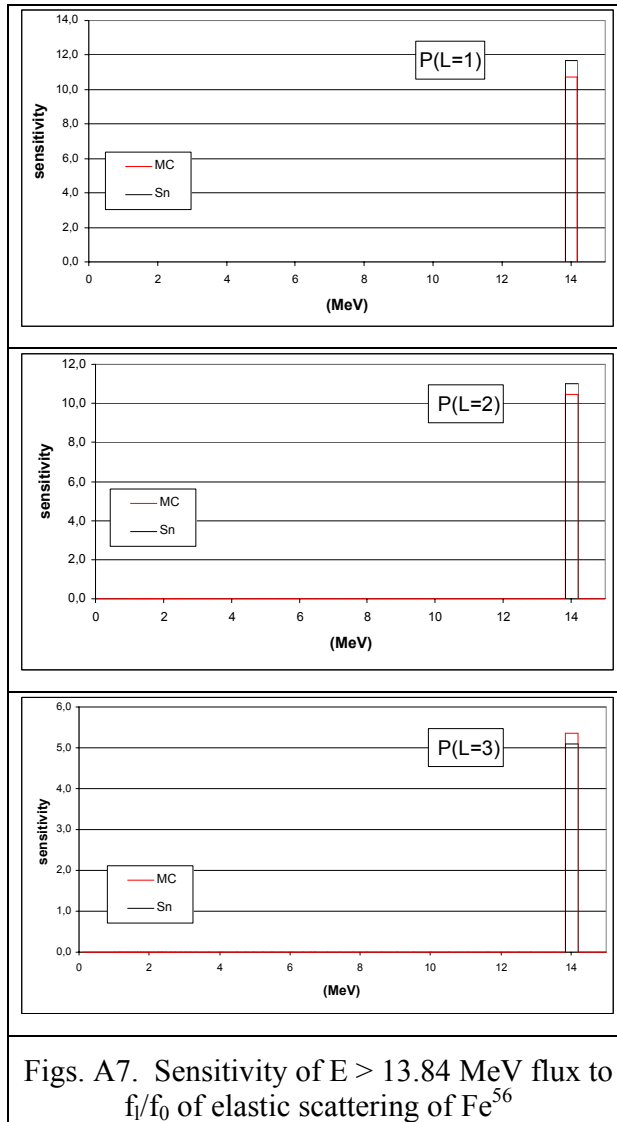 14,0
12,0
10,0
8,0
6,0
4,0
2,0
0,0
sensitivity
P(L=1)
MC
Sn
0 2 4 6 8 10 12 14
(MeV)
12,0
10,0
8,0
6,0
4,0
2,0
0,0
sensitivity
P(L=2)
MC
Sn
0 2 4 6 8 10 12 14
(MeV)
6,0
5,0
4,0
3,0
2,0
1,0
0,0
sensitivity
P(L=3)
MC
Sn
0 2 4 6 8 10 12 14
(MeV)
Figs. A7. Sensitivity of E > 13.84 MeV flux to
f₁/f₀ of elastic scattering of Fe⁵⁶